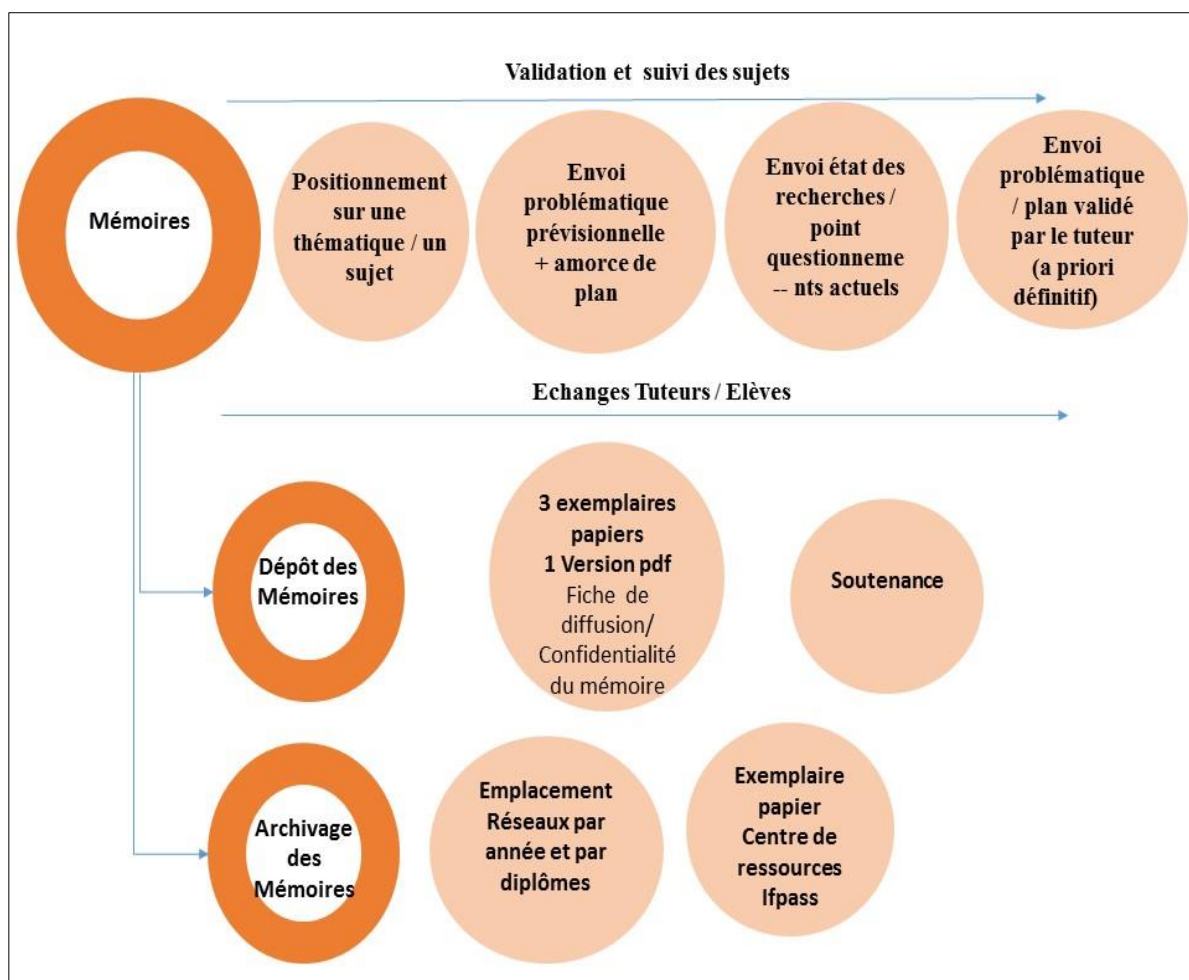 Validation et suivi des sujets
Mémoires
Positionnement
sur une
thématique / un
sujet
Envoi
problématique
prévisionnelle
+ amorce de
plan
Envoi état des
recherches /
point
questionneme
-- nts actuels
Envoi
problématique
/ plan validé
par le tuteur
(a priori
définitif)
Echanges Tuteurs / Elèves
Dépôt des
Mémoires
3 exemplaires
papiers
1 Version pdf
Fiche de
diffusion/
Confidentialité
du mémoire
Soutenance
Archivage
des
Mémoires
Emplacement
Réseaux par
année et par
diplômes
Exemplaire
papier
Centre de
ressources
Ifpass